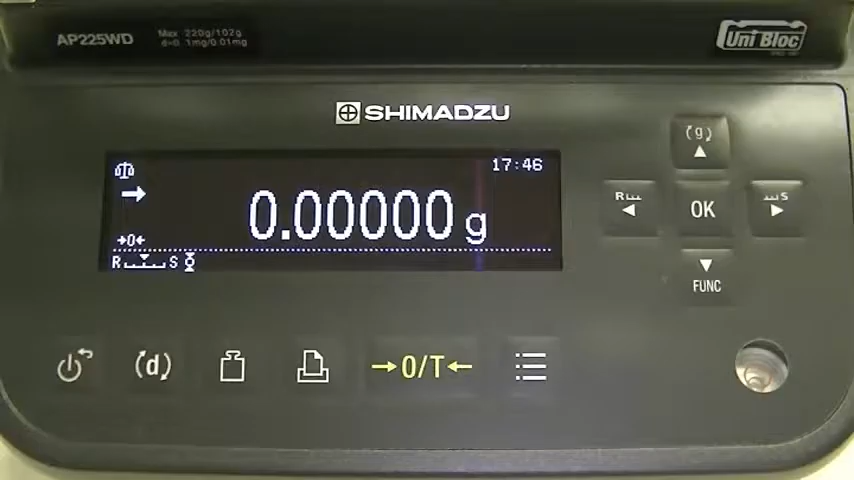 AP225WD
Max 220g/102g
d=0.1mg/0.01mg
Uni Bloc
SHIMADZU
17:46
0.00000 g
→0←
R S
(g)
R
OK
S
FUNC
(d)
→0/T←